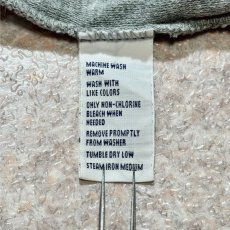 MACHINE WASH
WARM
WASH WITH
LIKE COLORS
ONLY NON-CHLORINE
BLEACH WHEN
NEEDED
REMOVE PROMPTLY
FROM WASHER
TUMBLE DRY LOW
STEAM IRON MEDIUM